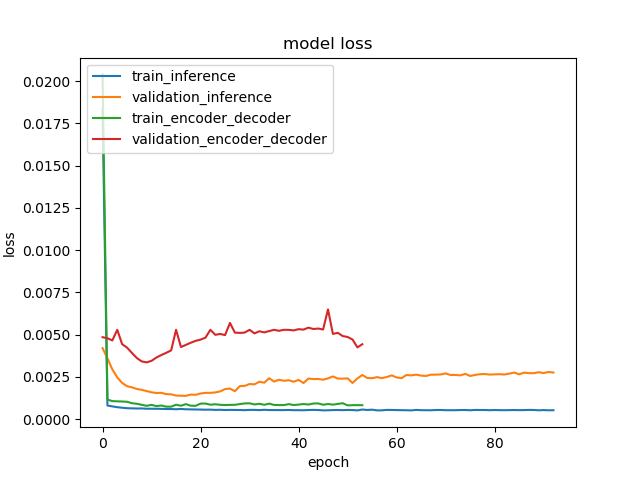 model loss
train_inference
validation_inference
train_encoder_decoder
validation_encoder_decoder
0.0200
0.0175
0.0150
0.0125
0.0100
0.0075
0.0050
0.0025
0.0000
loss
0 20 40 60 80
epoch